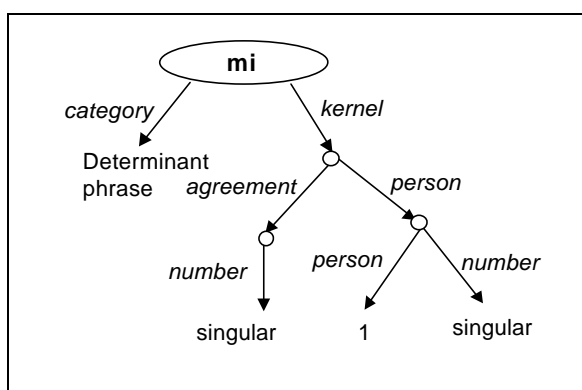 mi
category
kernel
Determinant
phrase
agreement
person
number
person
number
singular
1
singular